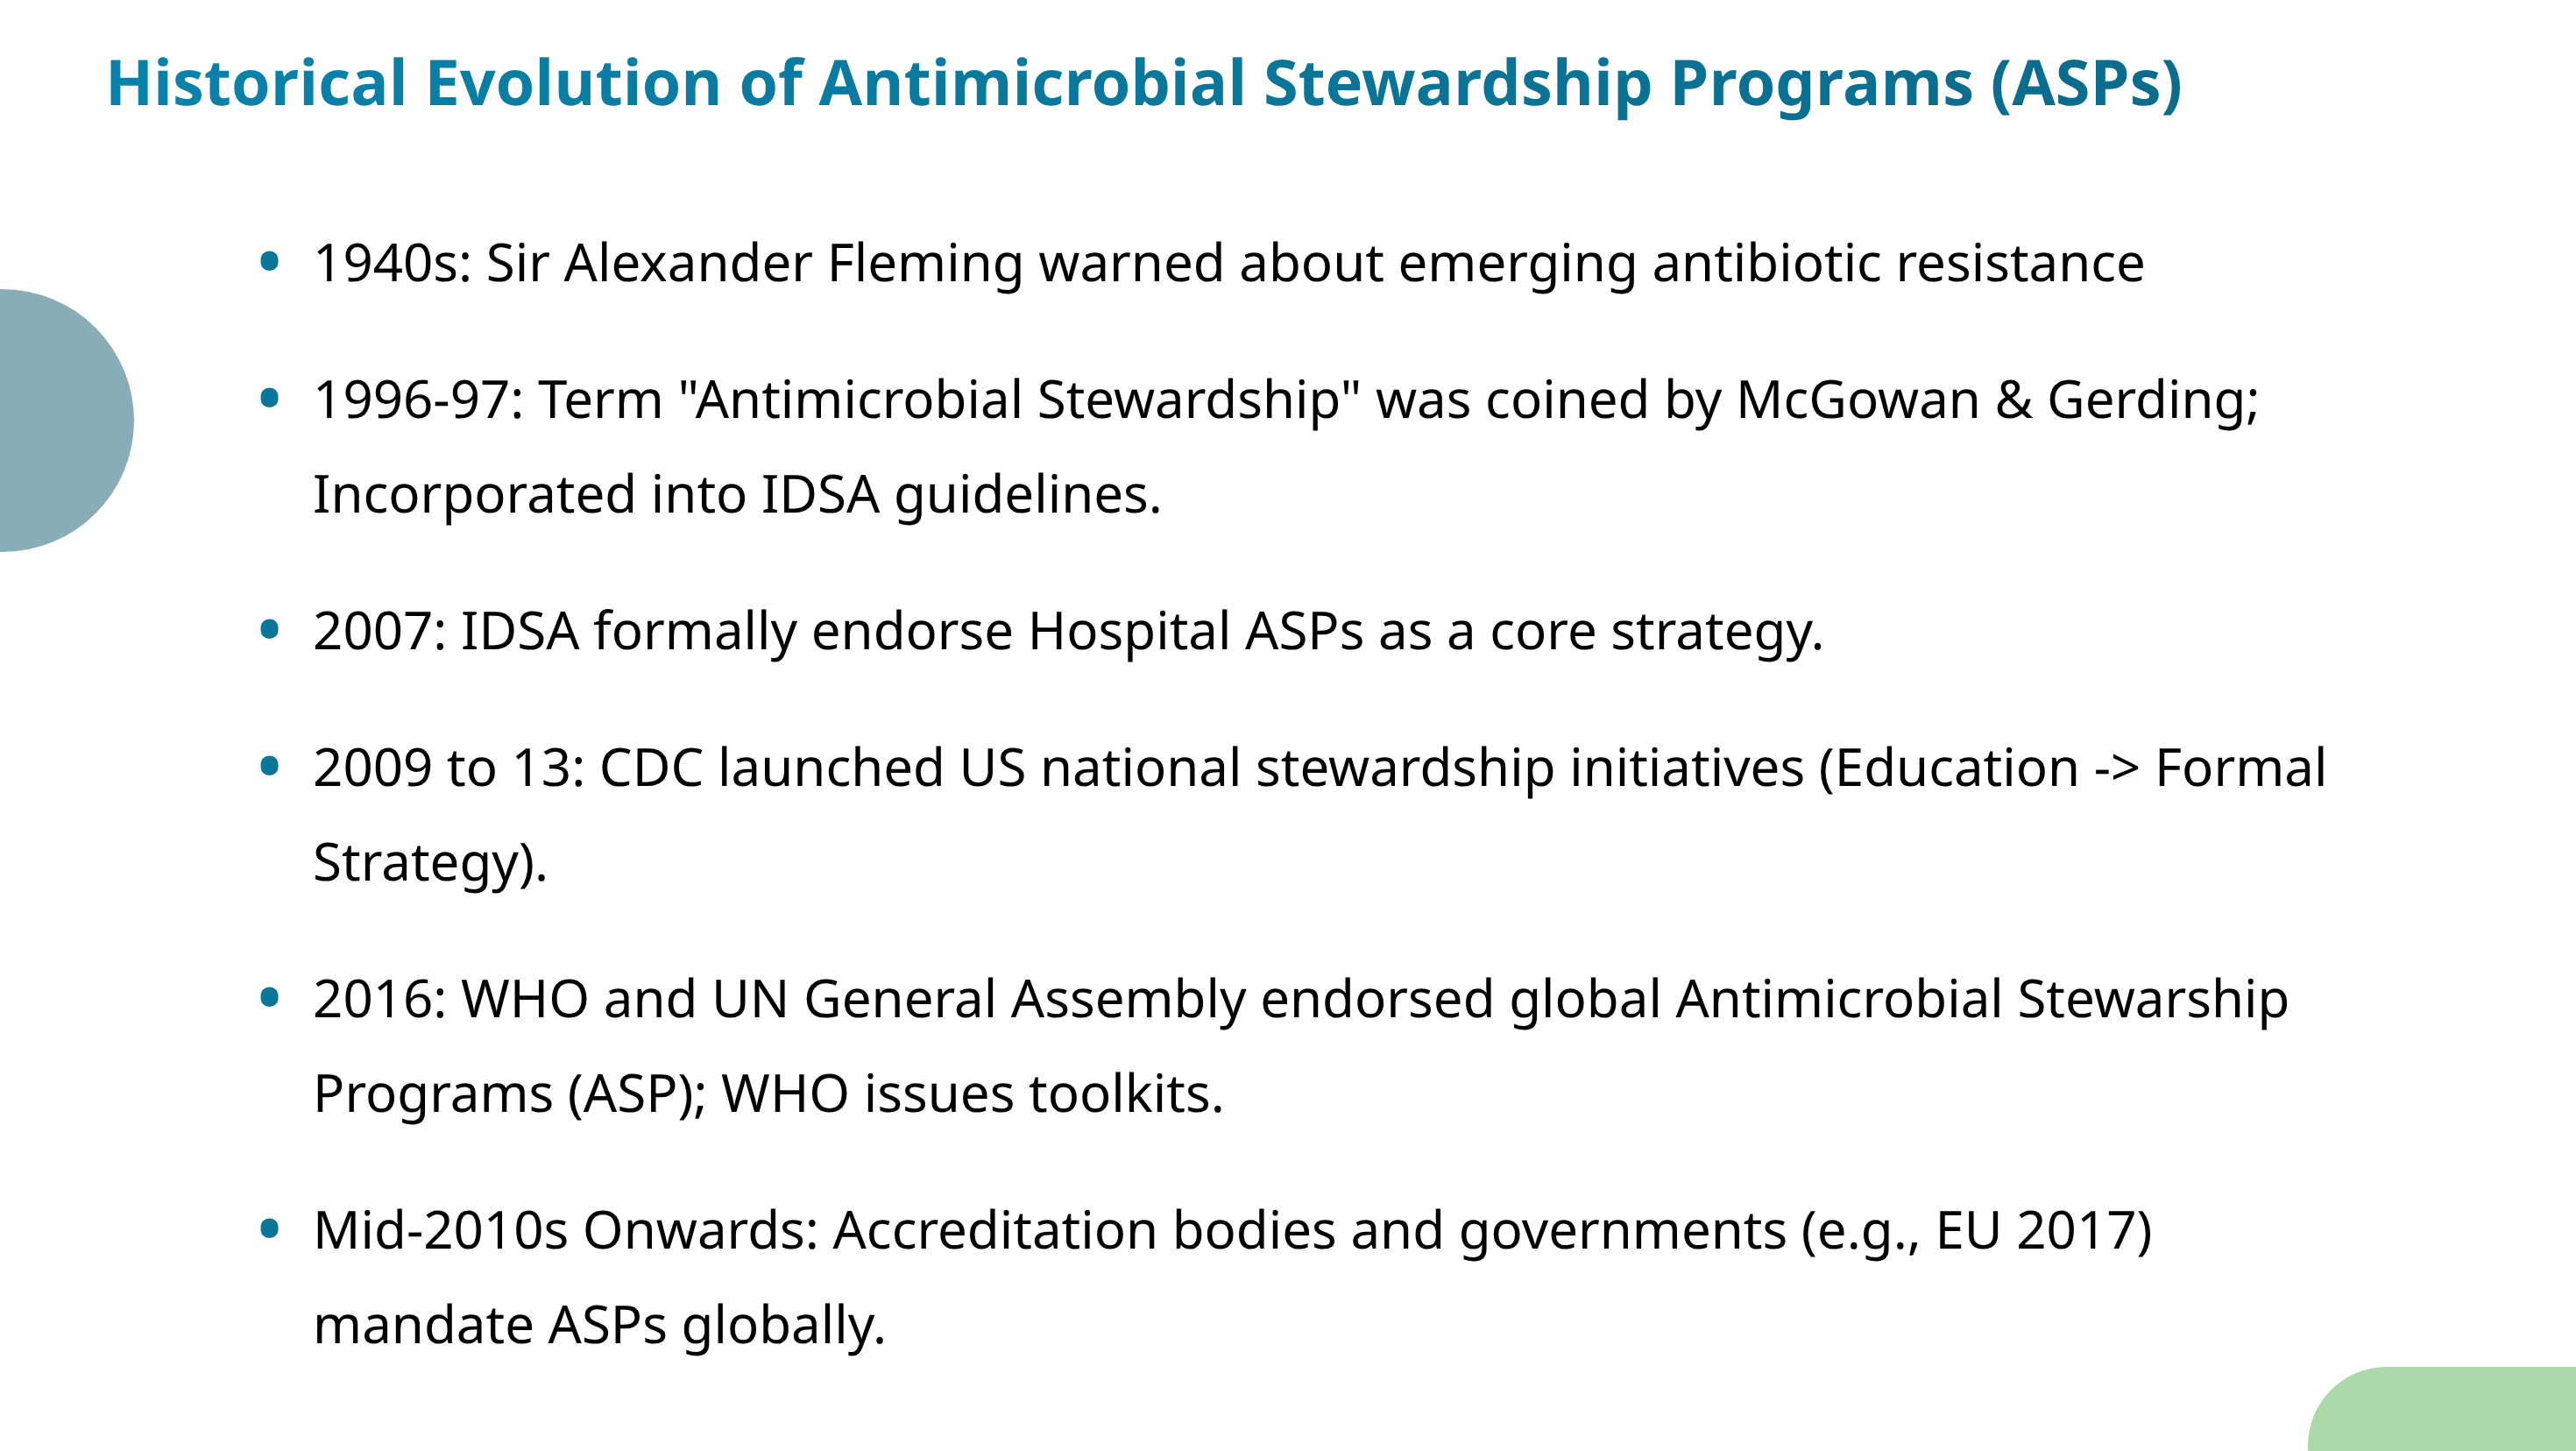 Historical Evolution of Antimicrobial Stewardship Programs (ASPs)
• 1940s: Sir Alexander Fleming warned about emerging antibiotic resistance
• 1996-97: Term "Antimicrobial Stewardship" was coined by McGowan & Gerding;
Incorporated into IDSA guidelines.
• 2007: IDSA formally endorse Hospital ASPs as a core strategy.
• 2009 to 13: CDC launched US national stewardship initiatives (Education -> Formal
Strategy).
• 2016: WHO and UN General Assembly endorsed global Antimicrobial Stewarship
Programs (ASP); WHO issues toolkits.
• Mid-2010s Onwards: Accreditation bodies and governments (e.g., EU 2017)
mandate ASPs globally.